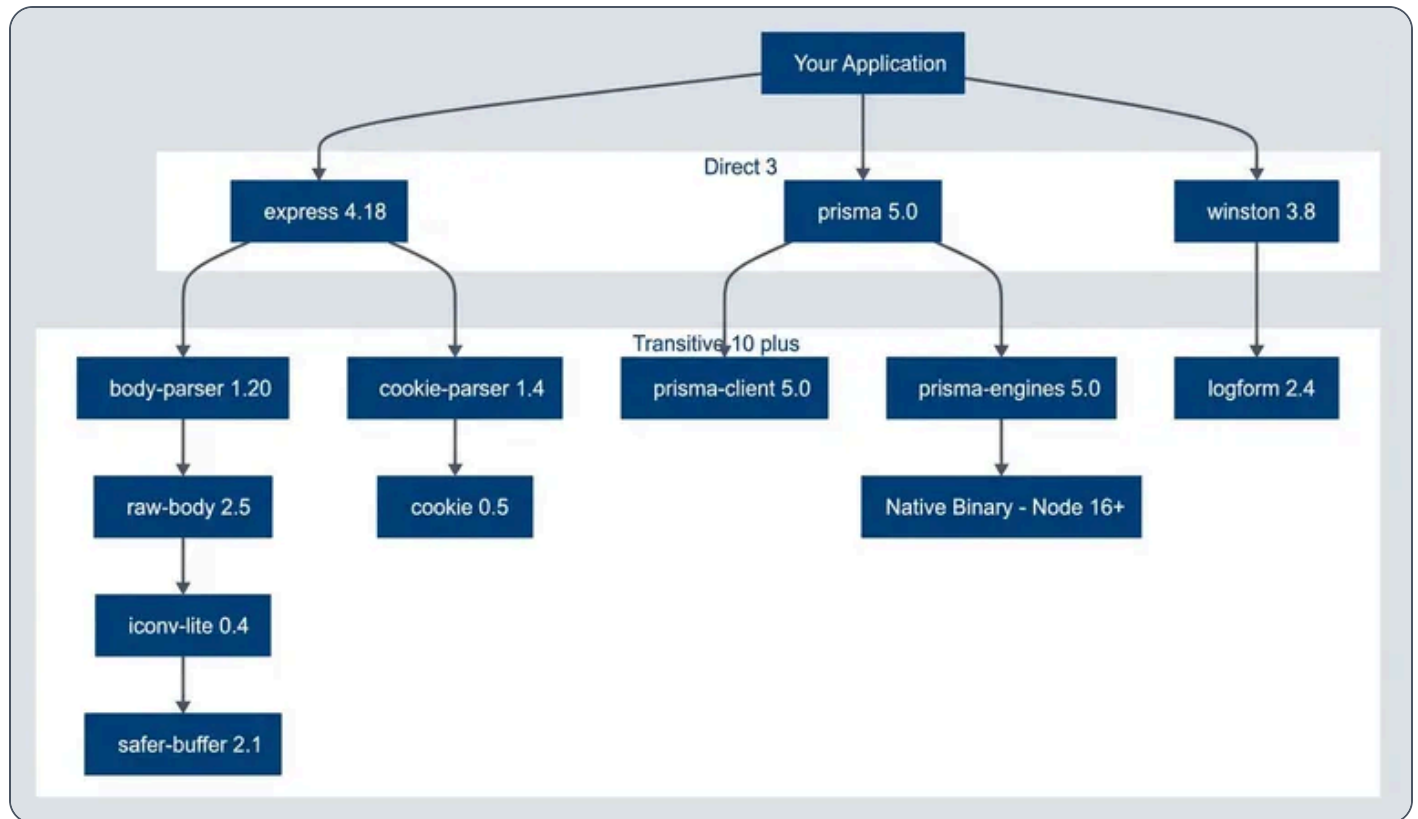 Your Application
Direct 3
express 4.18
prisma 5.0
winston 3.8
Transitive 10 plus
body-parser 1.20
cookie-parser 1.4
prisma-client 5.0
prisma-engines 5.0
logform 2.4
raw-body 2.5
cookie 0.5
Native Binary - Node 16+
iconv-lite 0.4
safer-buffer 2.1